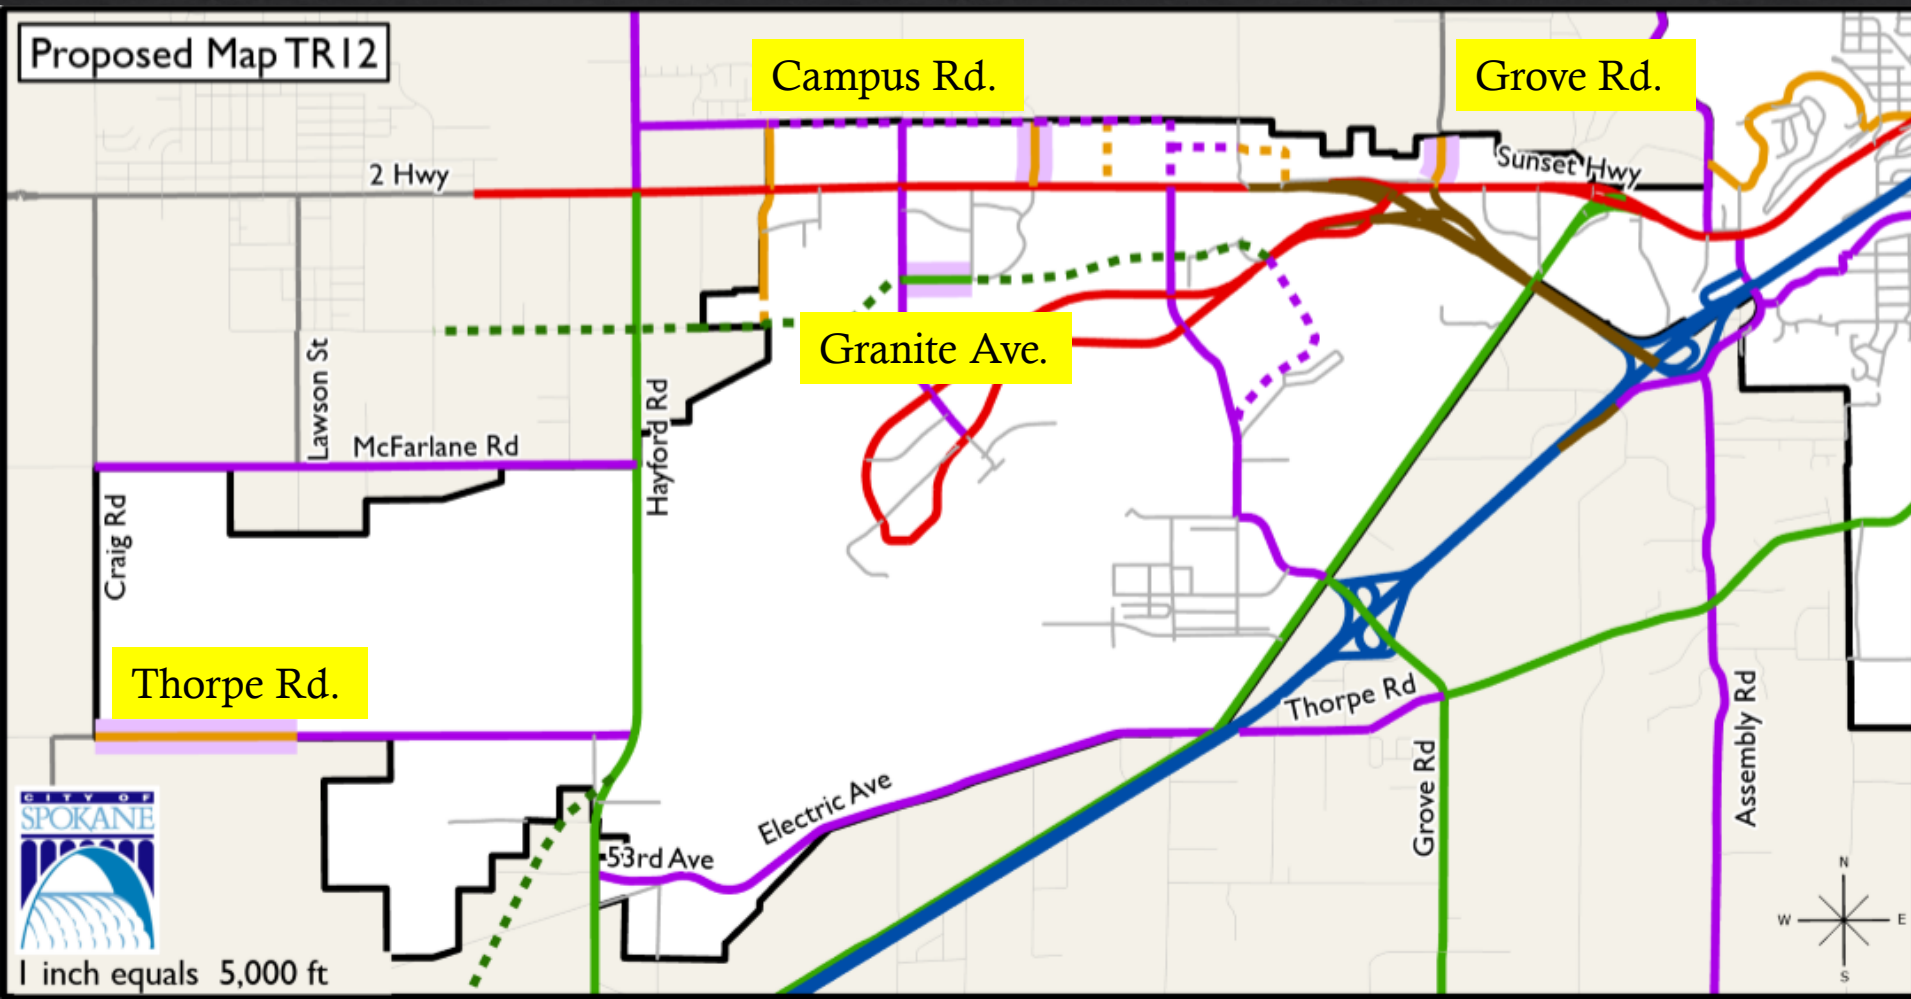 Proposed Map TR12
Campus Rd.
Grove Rd.
2 Hwy
Sunset Hwy
Lawson St
Granite Ave.
McFarlane Rd
Hayford Rd
Craig Rd
Thorpe Rd.
Thorpe Rd
Assembly Rd
Grove Rd
Electric Ave
53rd Ave
CITY OF
SPOKANE
1 inch equals 5,000 ft
N
W E
S